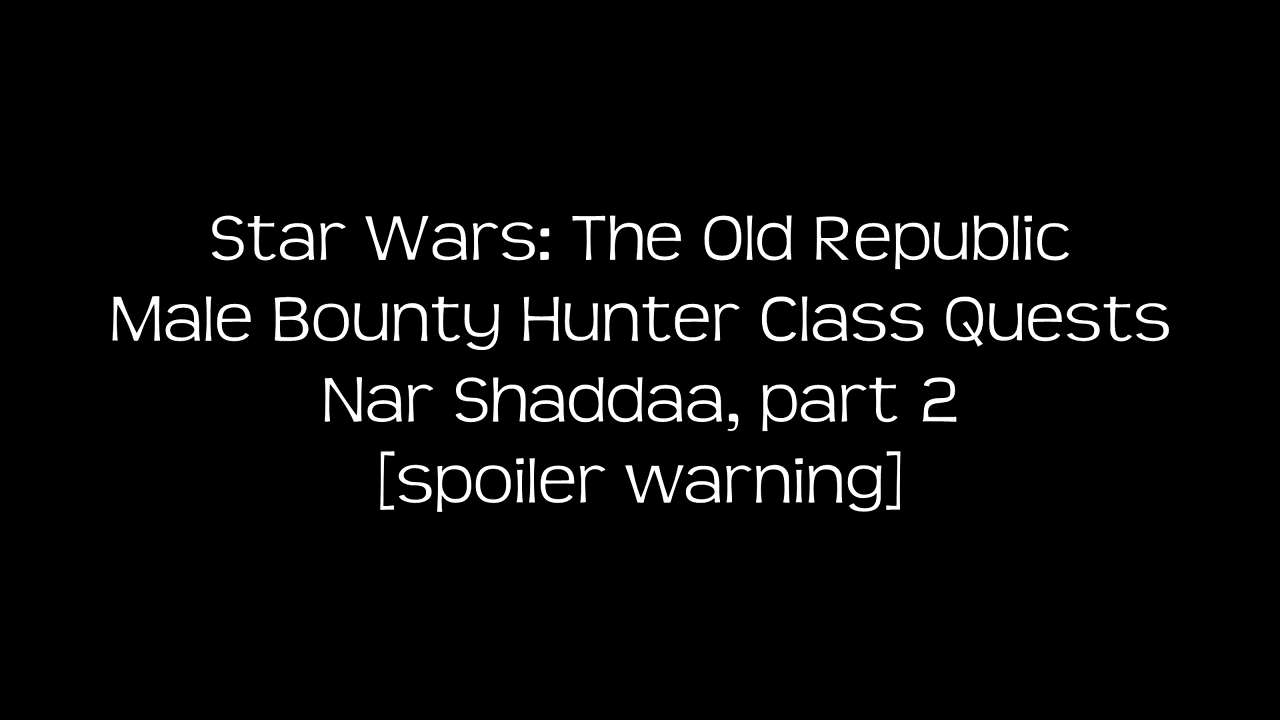 Star Wars: The Old Republic
Male Bounty Hunter Class Quests
Nar Shaddaa, part 2
[spoiler warning]